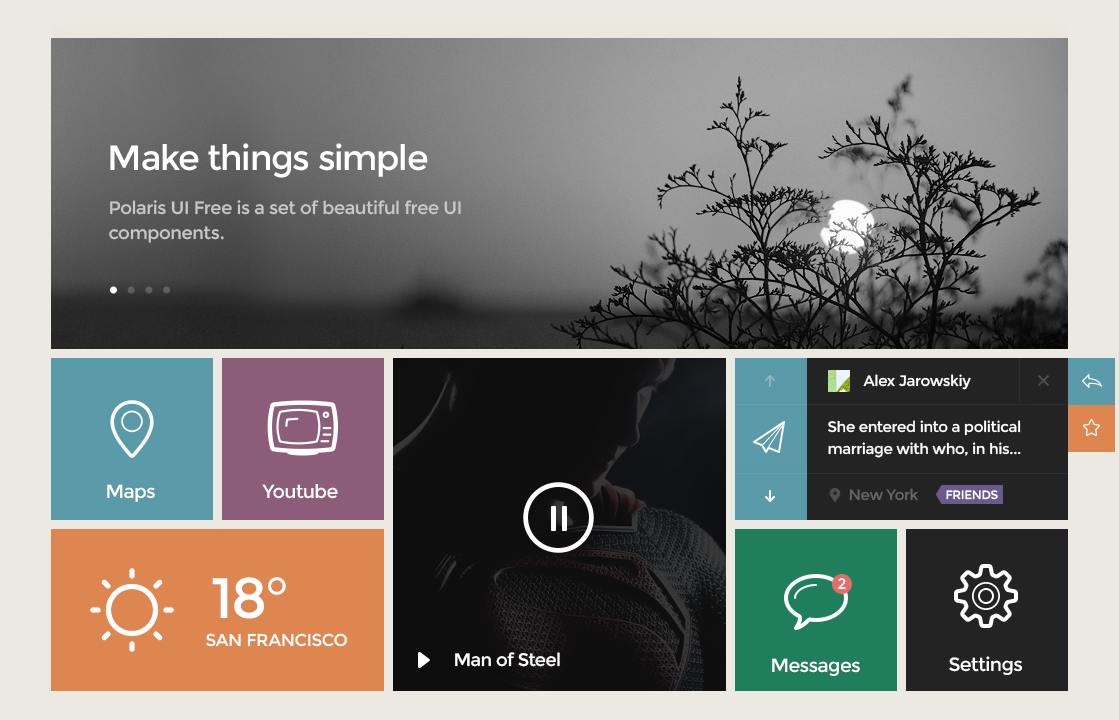 Make things simple
Polaris UI Free is a set of beautiful free UI
components.
Maps
Youtube
18°
SAN FRANCISCO
Man of Steel
Alex Jarowskiy
She entered into a political
marriage with who, in his...
New York
FRIENDS
2
Messages
Settings